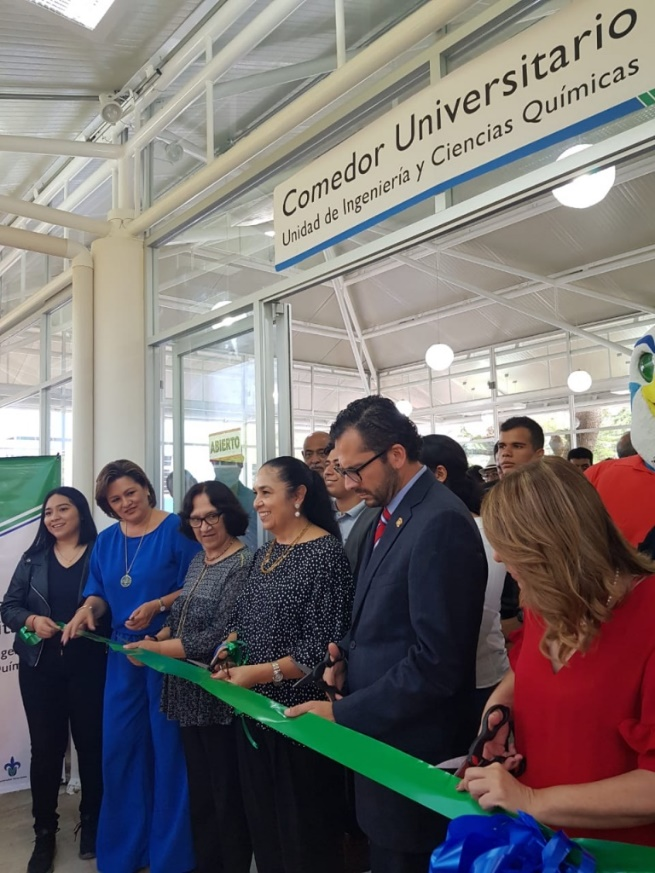 Comedor Universitario
Unidad de Ingeniería y Ciencias Químicas
ABIERTO